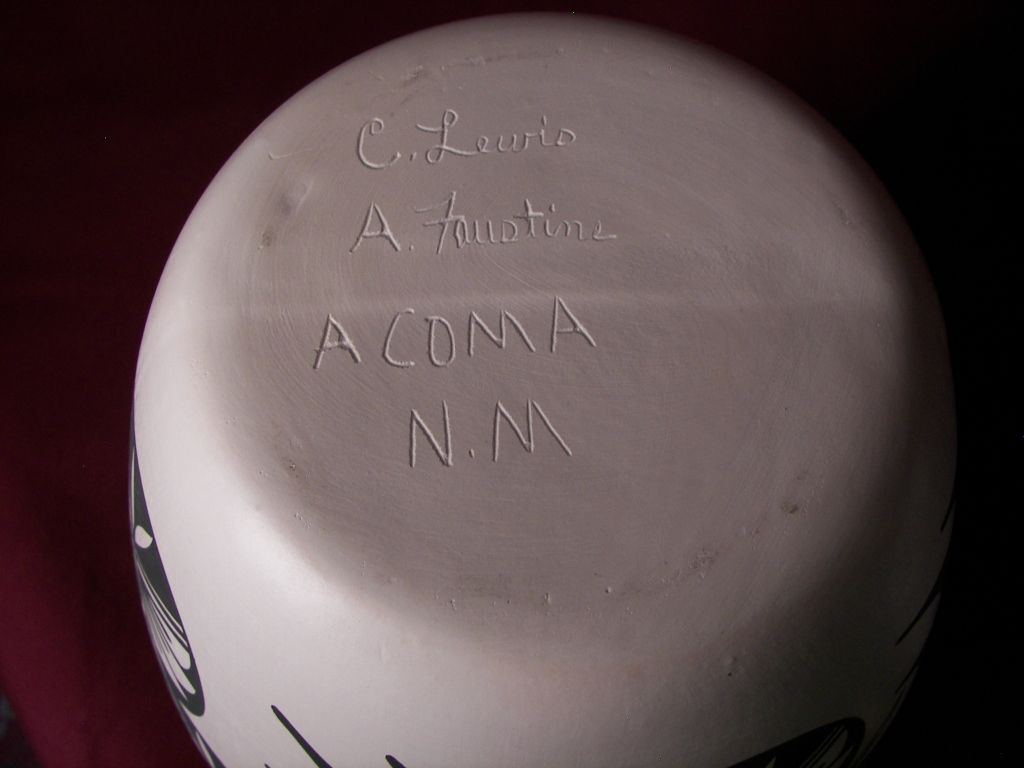 C. Lewis
A. Faustine
ACOMA
N.M